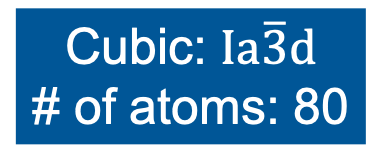 Cubic: Ia3̅d
# of atoms: 80